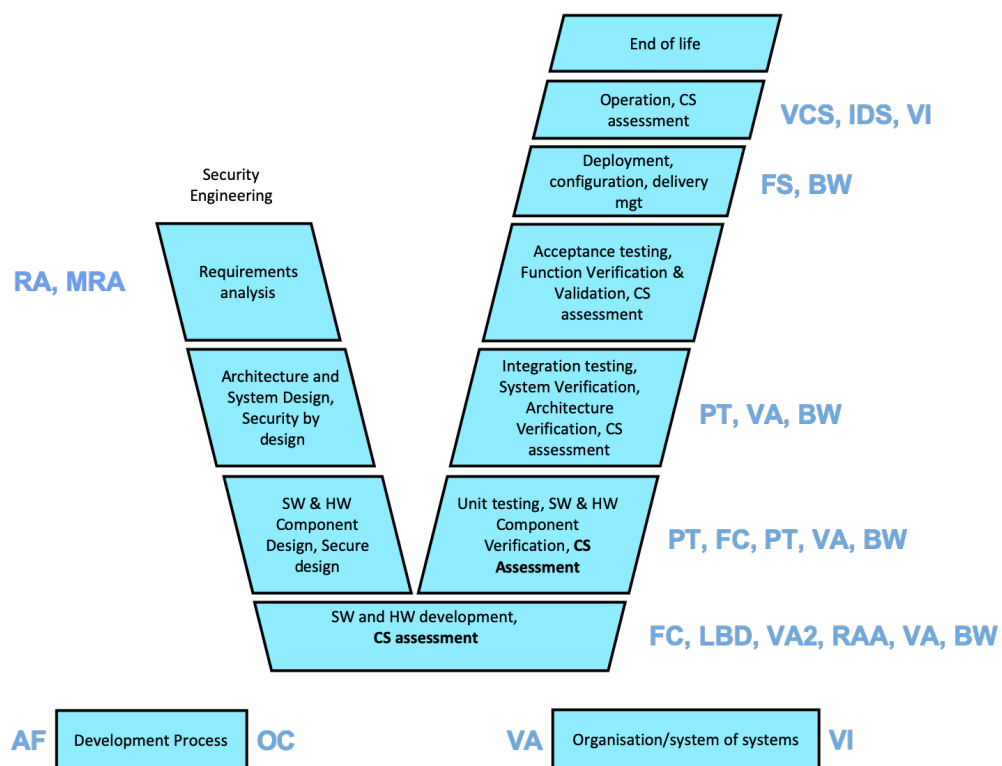 End of life
Operation, CS
assessment
VCS, IDS, VI
Deployment,
configuration, delivery
mgt
FS, BW
Security
Engineering
Requirements
analysis
RA, MRA
Acceptance testing,
Function Verification &
Validation, CS
assessment
Architecture and
System Design,
Security by
design
Integration testing,
System Verification,
Architecture
Verification, CS
assessment
PT, VA, BW
SW & HW
Component
Design, Secure
design
Unit testing, SW & HW
Component
Verification, CS
Assessment
PT, FC, PT, VA, BW
SW and HW development,
CS assessment
FC, LBD, VA2, RAA, VA, BW
AF
Development Process
OC
VA
Organisation/system of systems
VI